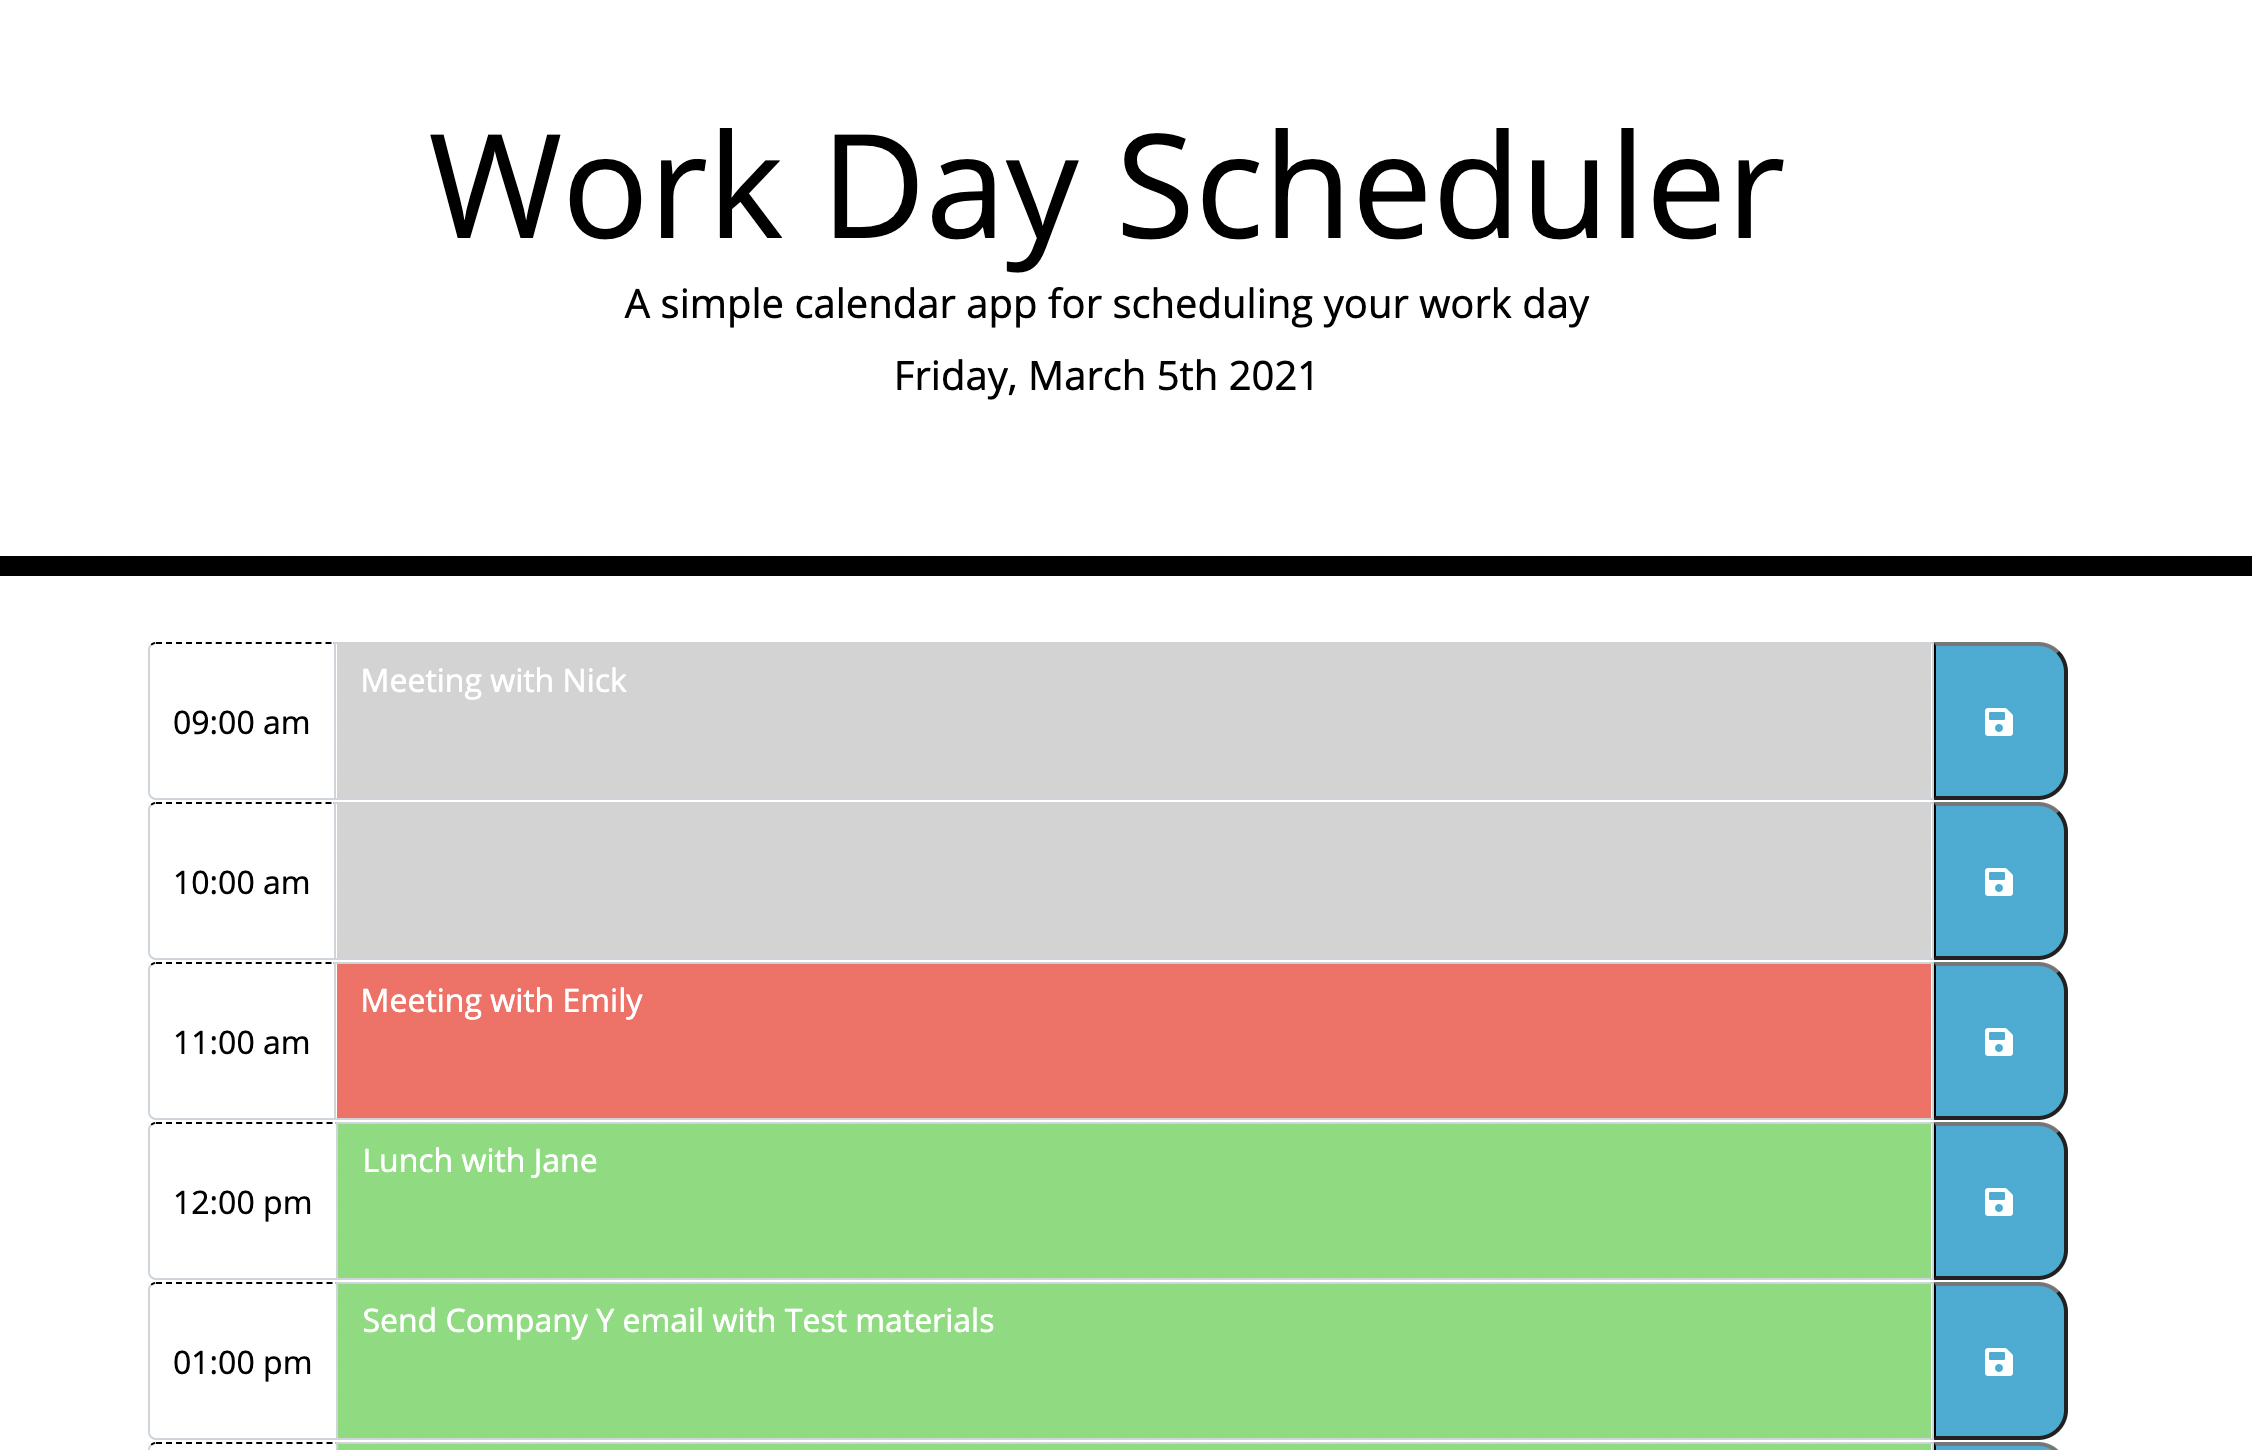 Work Day Scheduler
A simple calendar app for scheduling your work day
Friday, March 5th 2021
09:00 am
Meeting with Nick
10:00 am
11:00 am
Meeting with Emily
12:00 pm
Lunch with Jane
01:00 pm
Send Company Y email with Test materials